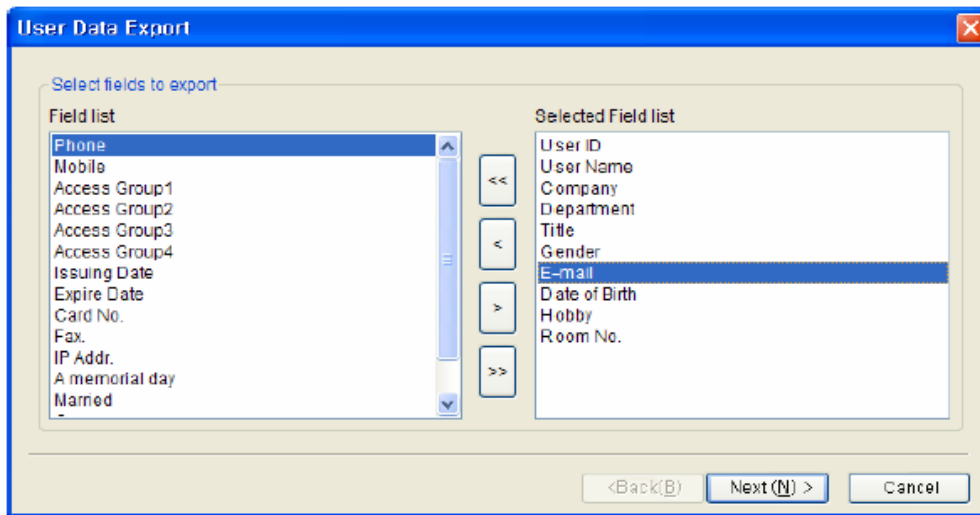 User Data Export
Select fields to export
Field list
Selected Field list
Phone
Mobile
Access Group1
Access Group2
Access Group3
Access Group4
Issuing Date
Expire Date
Card No.
Fax.
IP Addr.
A memorial day
Married
<<
<
>
>>
User ID
User Name
Company
Department
Title
Gender
E-mail
Date of Birth
Hobby
Room No.
<Back(B)
Next (N) >
Cancel